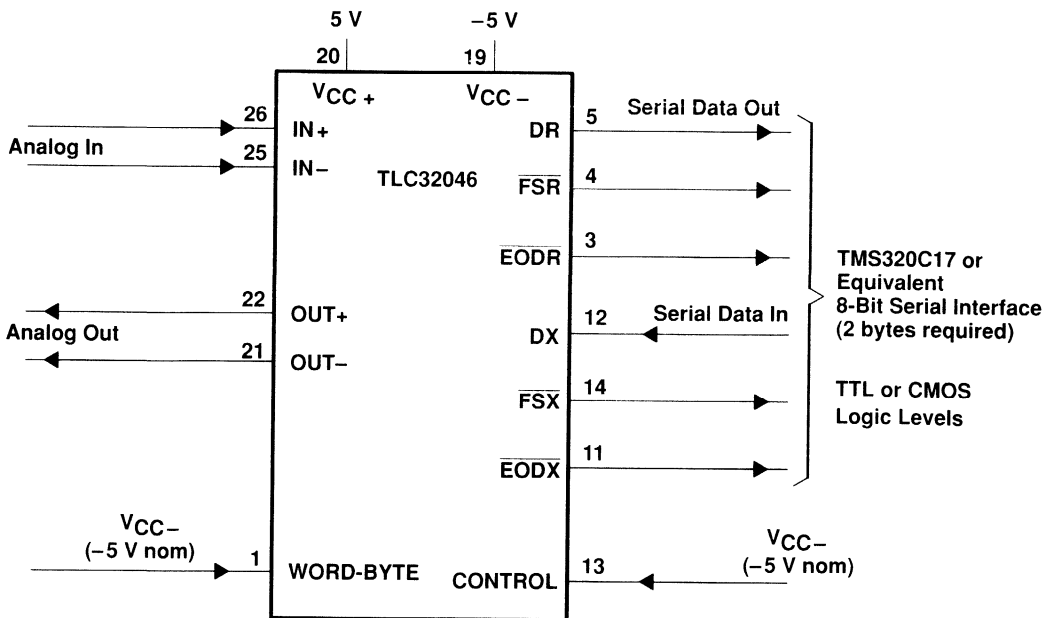 5 V
–5 V
20
19
VCC +
VCC –
26
IN+
Analog In
25
IN–
TLC32046
DR
5
Serial Data Out
FSR
4
EODR
3
TMS320C17 or
Equivalent
8-Bit Serial Interface
(2 bytes required)
22
OUT+
Analog Out
21
OUT–
DX
12
Serial Data In
FSX
14
TTL or CMOS
Logic Levels
EODX
11
VCC–
(–5 V nom)
1
WORD-BYTE
CONTROL
13
VCC–
(–5 V nom)